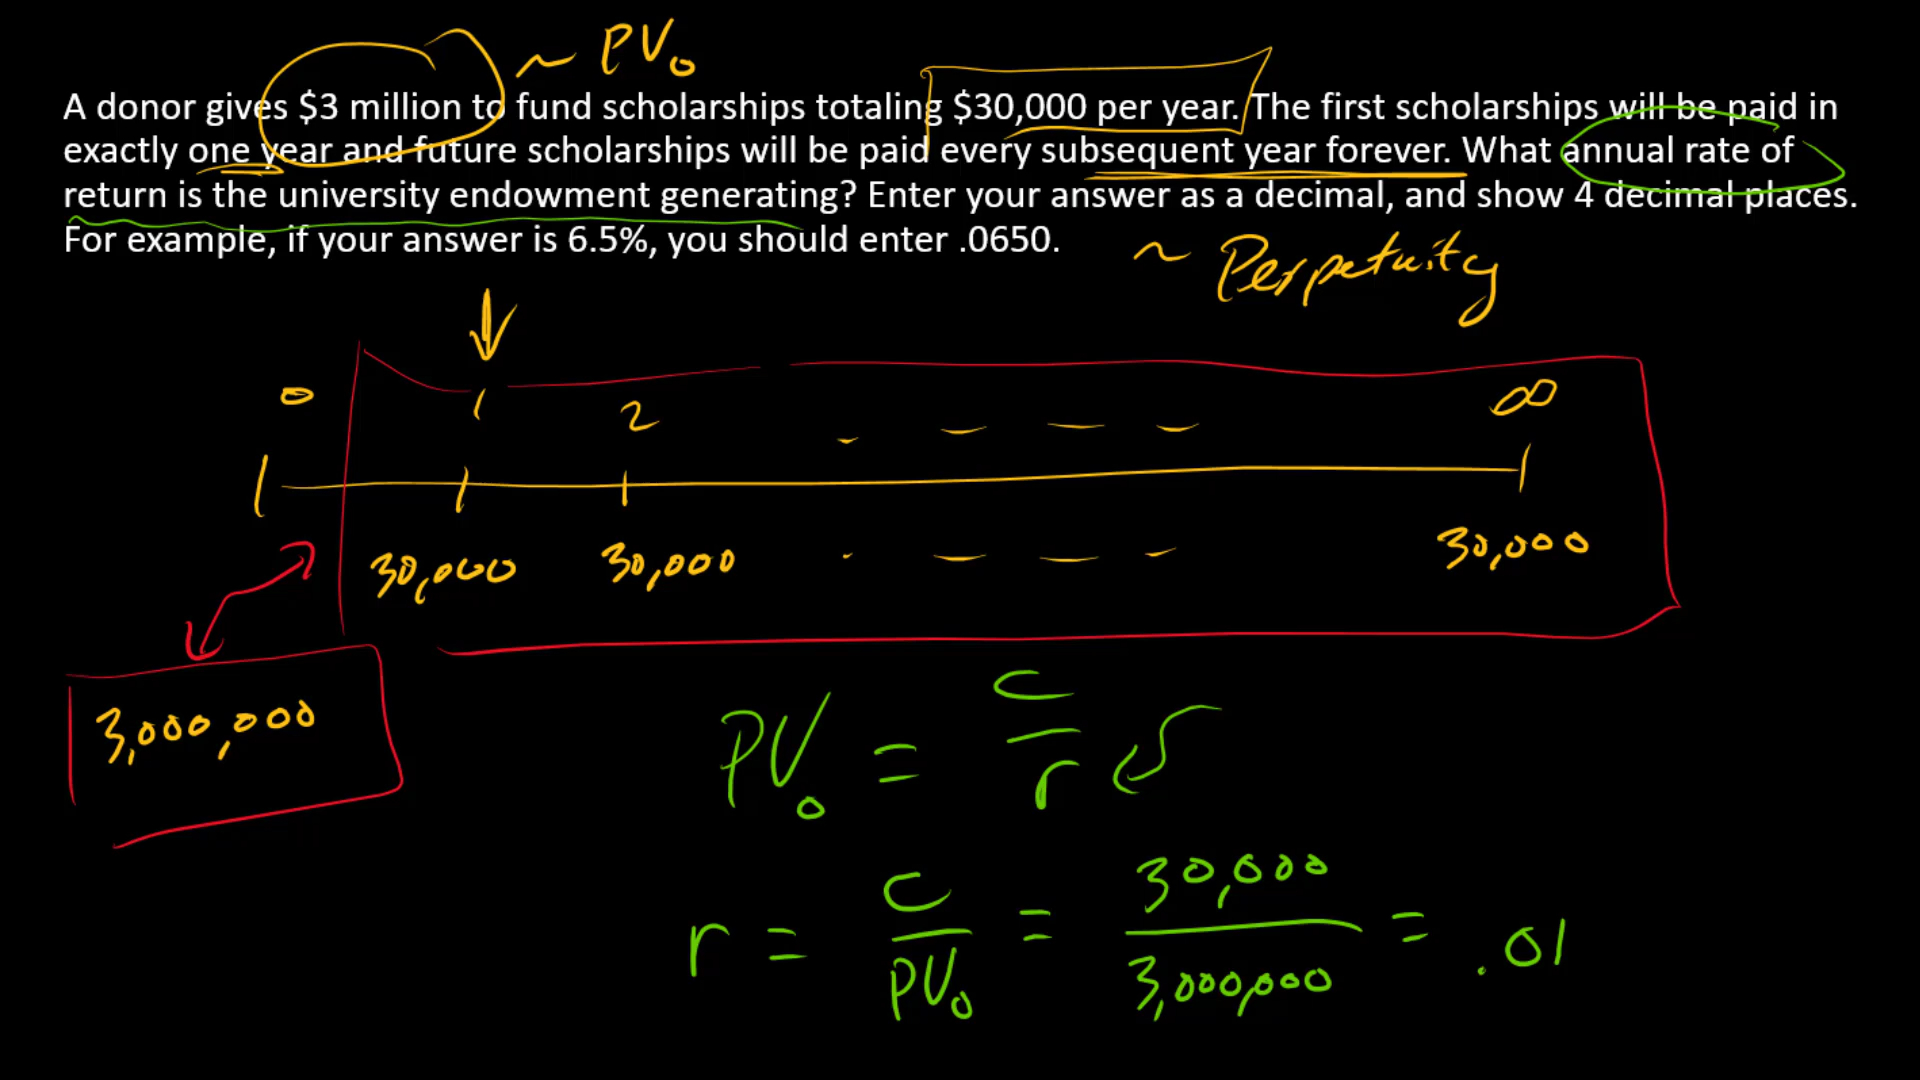 ~ PV0
A donor gives $3 million to fund scholarships totaling $30,000 per year. The first scholarships will be paid in
exactly one year and future scholarships will be paid every subsequent year forever. What annual rate of
return is the university endowment generating? Enter your answer as a decimal, and show 4 decimal places.
For example, if your answer is 6.5%, you should enter .0650.
~ Perpetuity
0 1 2 . _ _ _ ∞
30,000 30,000 . _ _ _ 30,000
3,000,000
PV0 = C/r
r = C/PV0 = 30,000/3,000,000 = .01